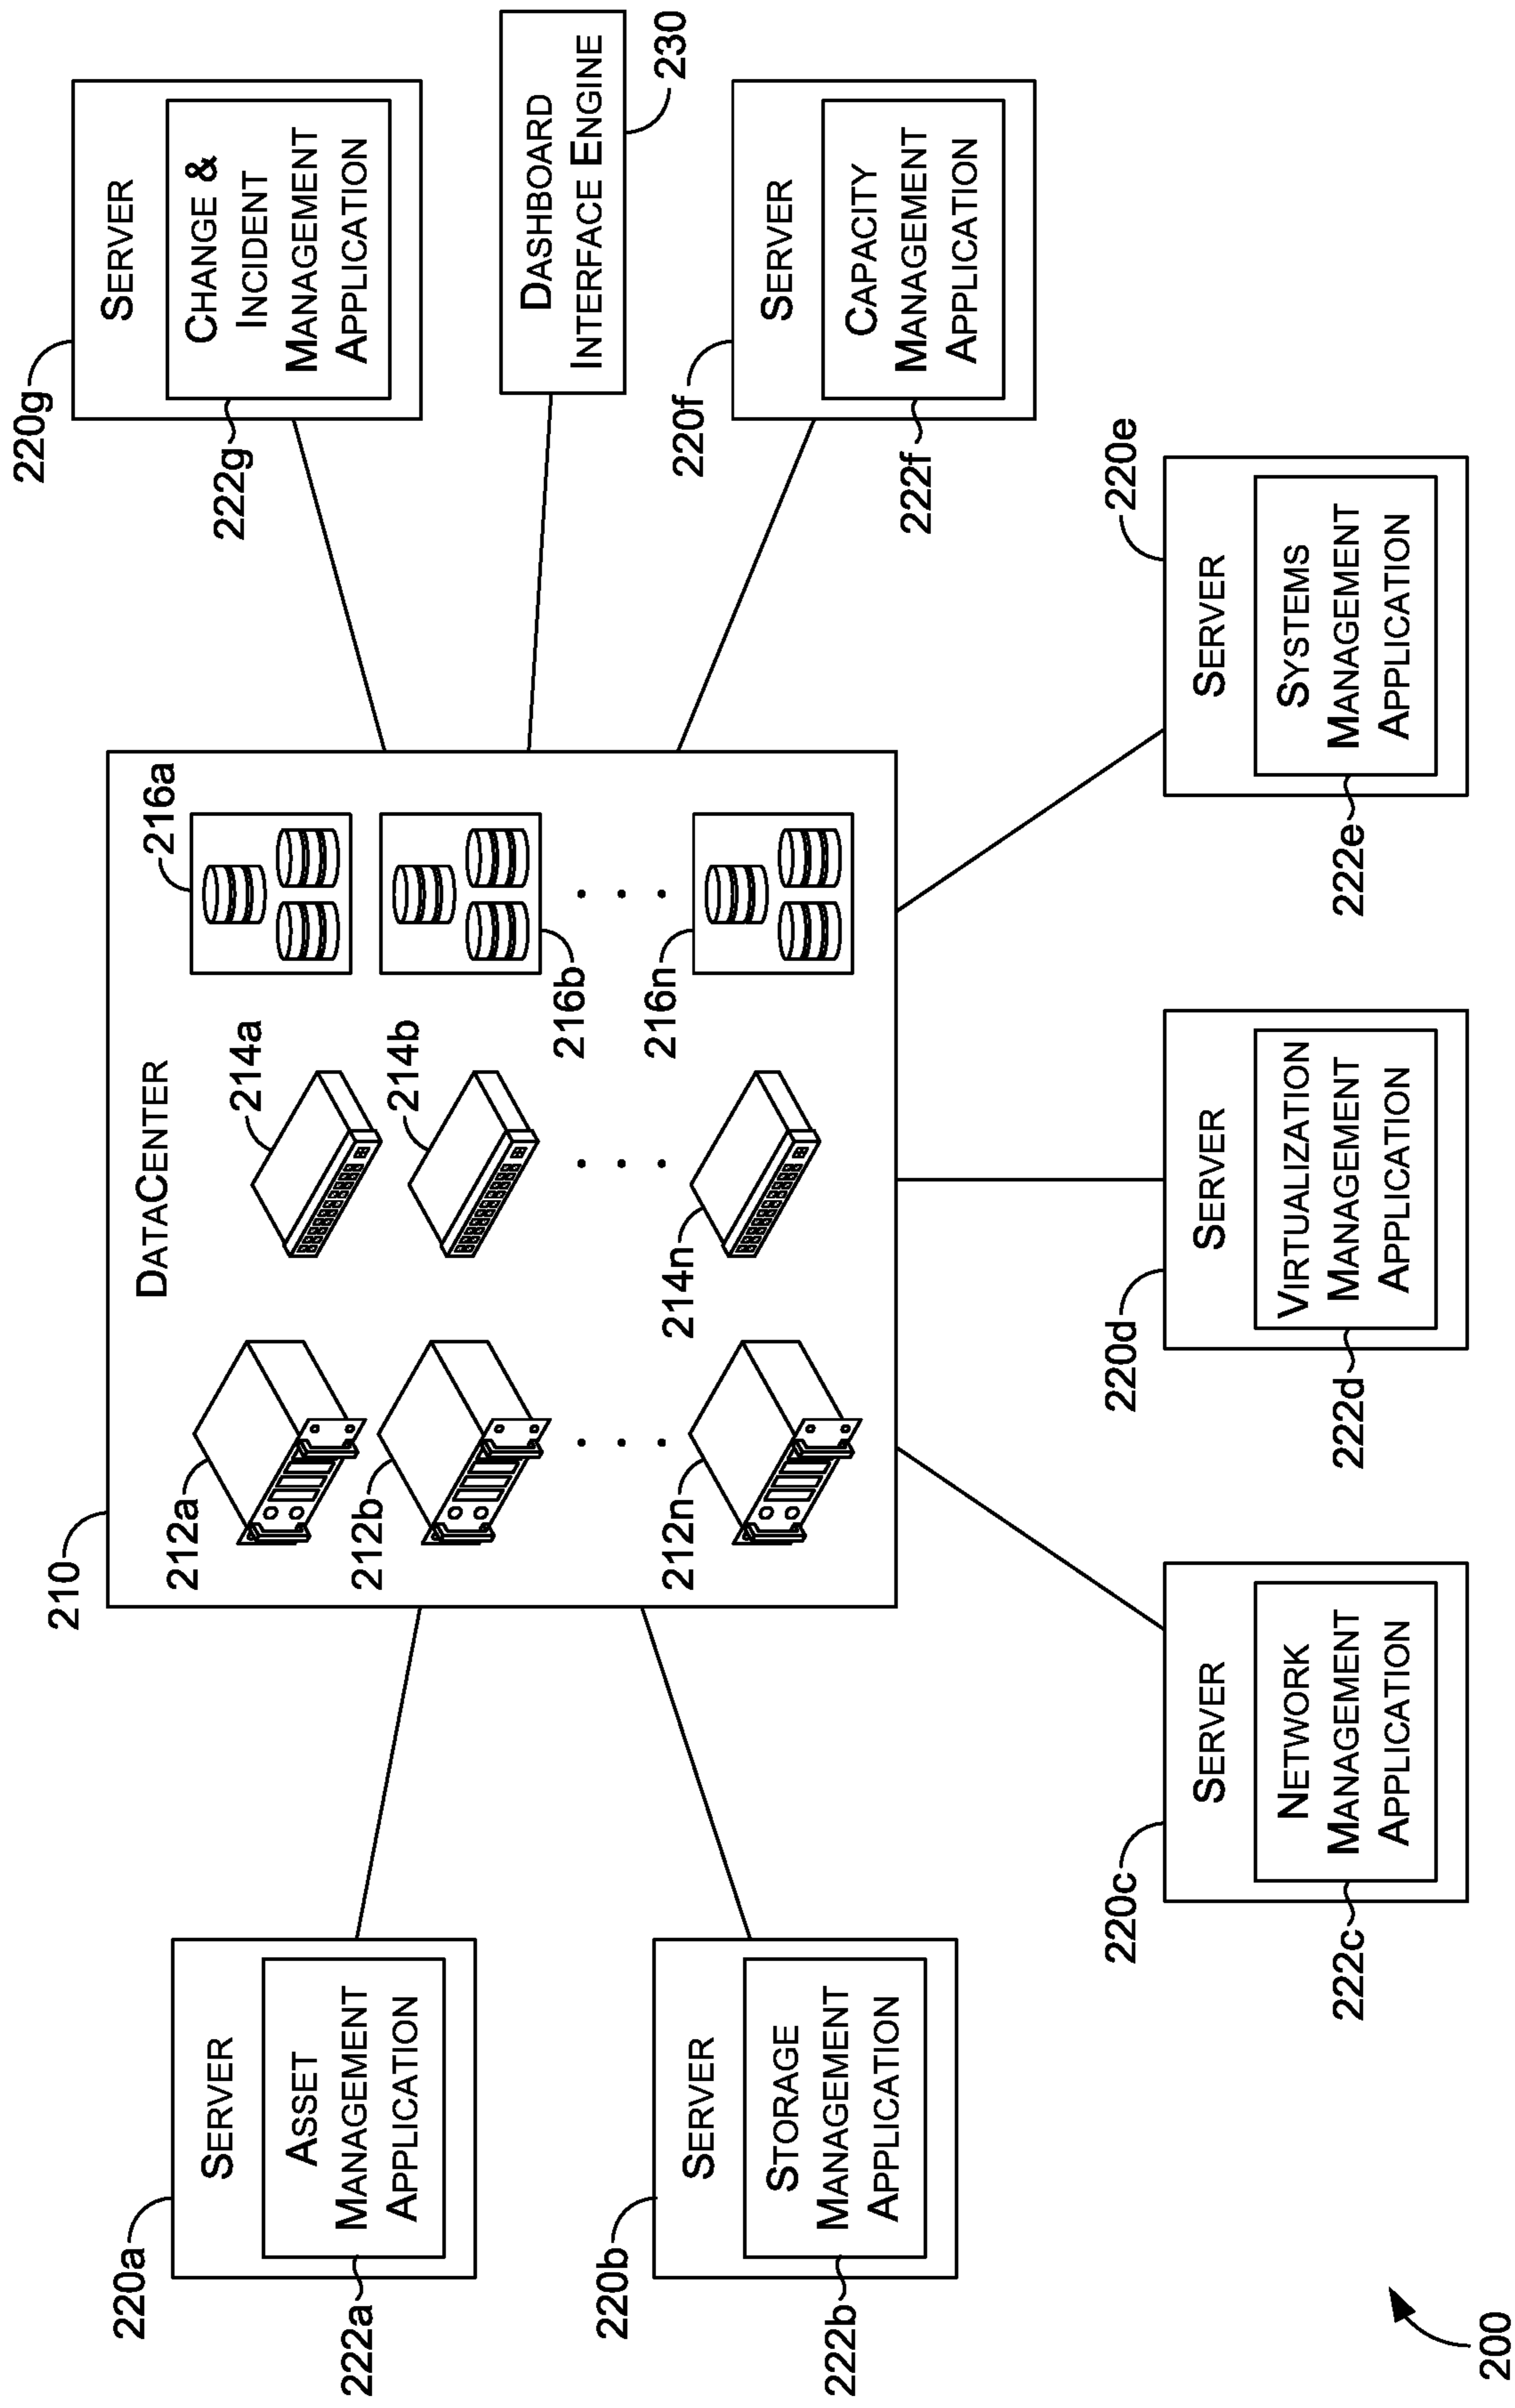 220g
SERVER
CHANGE &
INCIDENT
MANAGEMENT
APPLICATION
222g
DASHBOARD
INTERFACE ENGINE
230
220f
SERVER
CAPACITY
MANAGEMENT
APPLICATION
222f
220e
SERVER
SYSTEMS
MANAGEMENT
APPLICATION
222e
210
DATACENTER
212a
212b
212n
214a
214b
214n
216a
216b
216n
220d
SERVER
VIRTUALIZATION
MANAGEMENT
APPLICATION
222d
220c
SERVER
NETWORK
MANAGEMENT
APPLICATION
222c
220a
SERVER
ASSET
MANAGEMENT
APPLICATION
222a
220b
SERVER
STORAGE
MANAGEMENT
APPLICATION
222b
200